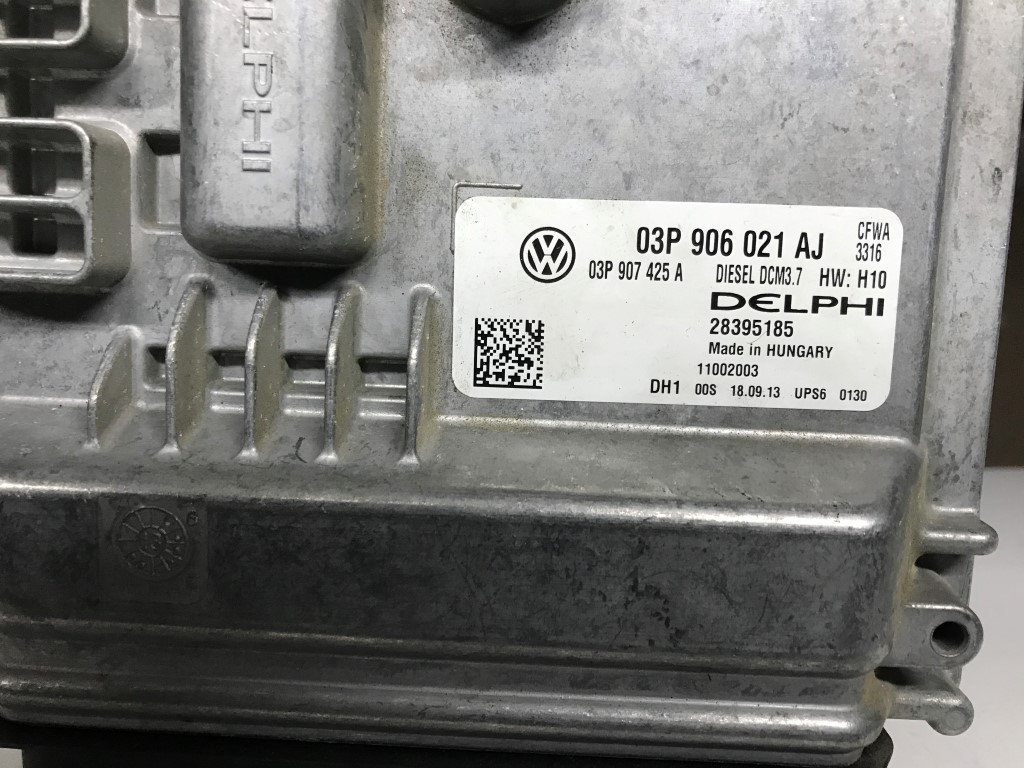 DELPHI
03P 906 021 AJ
CFWA
3316
03P 907 425 A DIESEL DCM3.7 HW: H10
DELPHI
28395185
Made in HUNGARY
11002003
DH1 00S 18.09.13 UPS6 0130